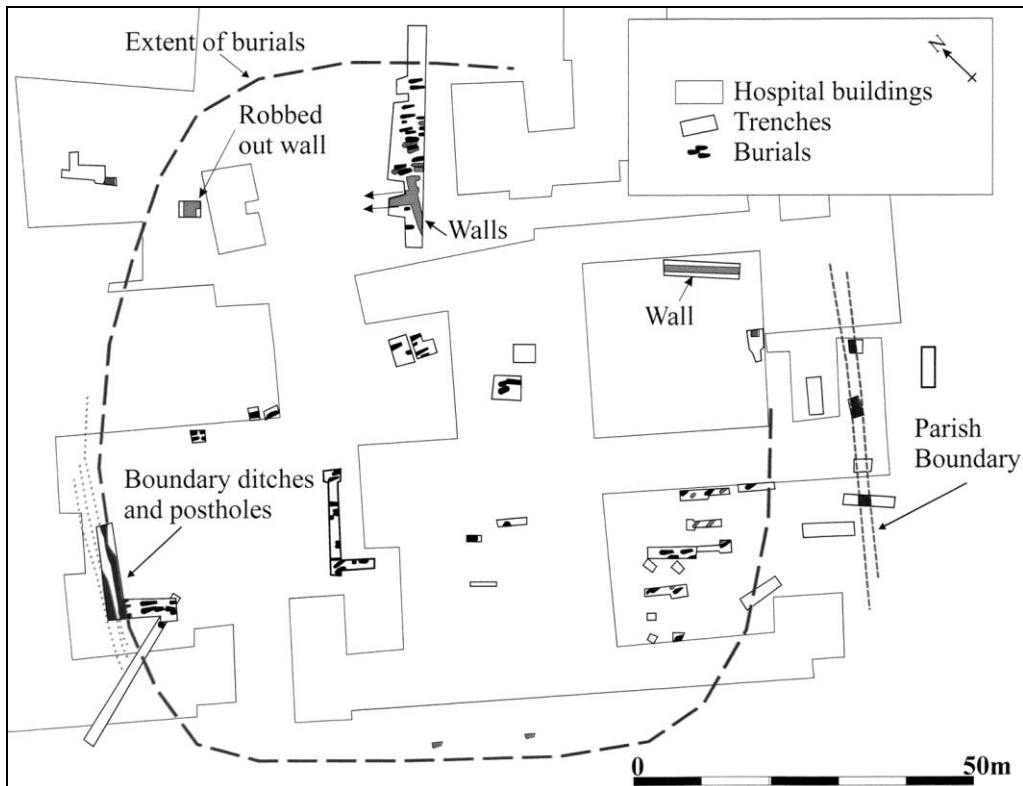 Extent of burials
Robbed
out wall
N
Hospital buildings
Trenches
Burials
Walls
Wall
Parish
Boundary
Boundary ditches
and postholes
0
50m